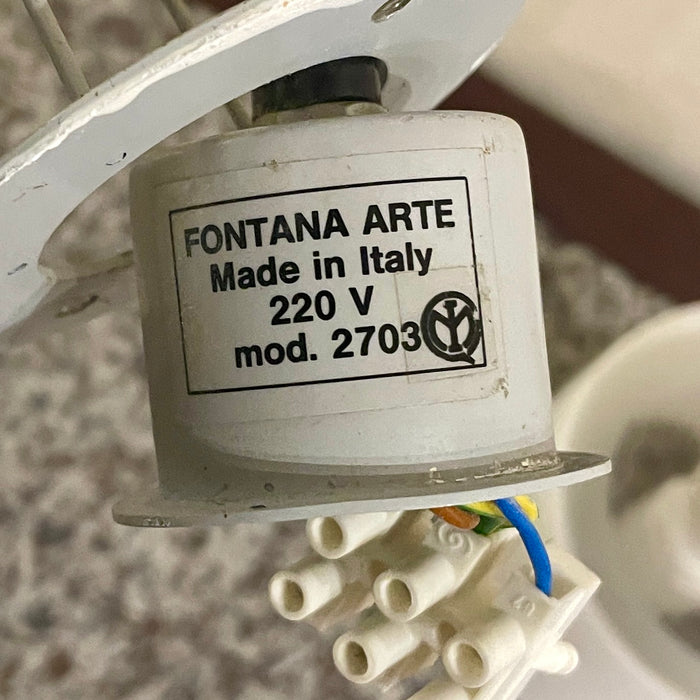 FONTANA ARTE
Made in Italy
220 V
mod. 2703